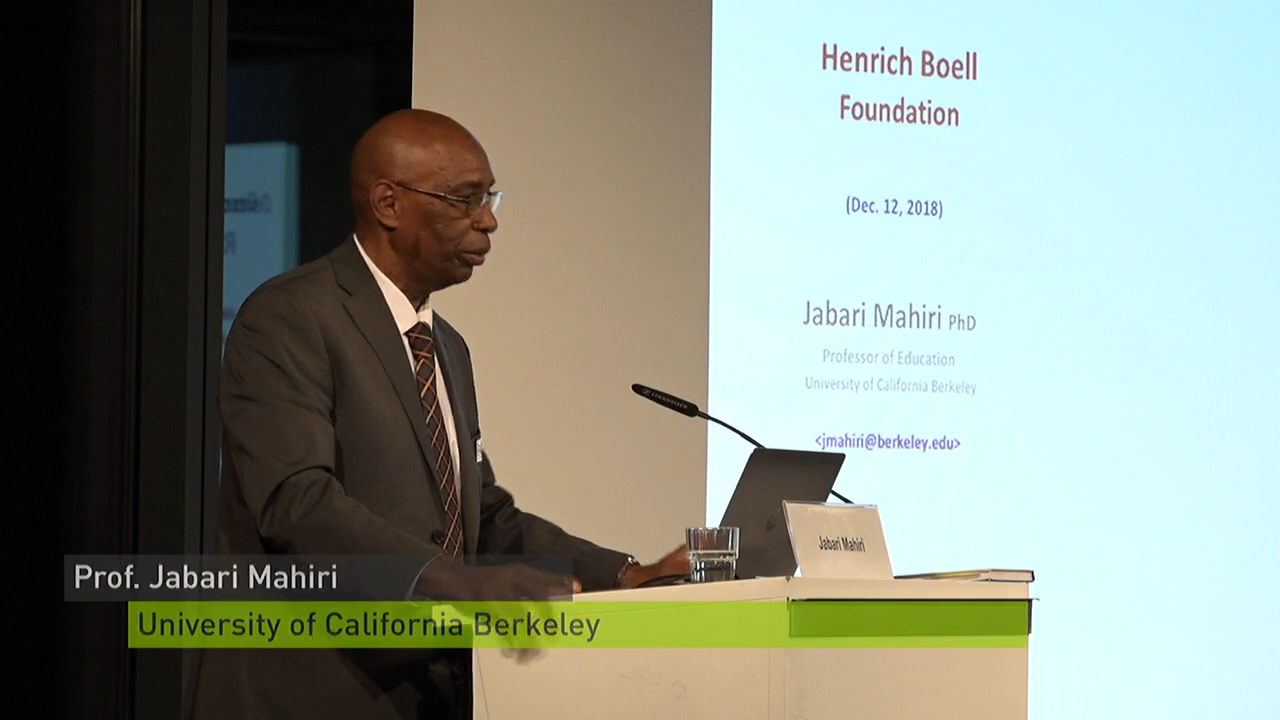 Henrich Boell
Foundation
(Dec. 12, 2018)
Jabari Mahiri PhD
Professor of Education
University of California Berkeley
<jmahiri@berkeley.edu>
Jabari Mahiri
Prof. Jabari Mahiri
University of California Berkeley